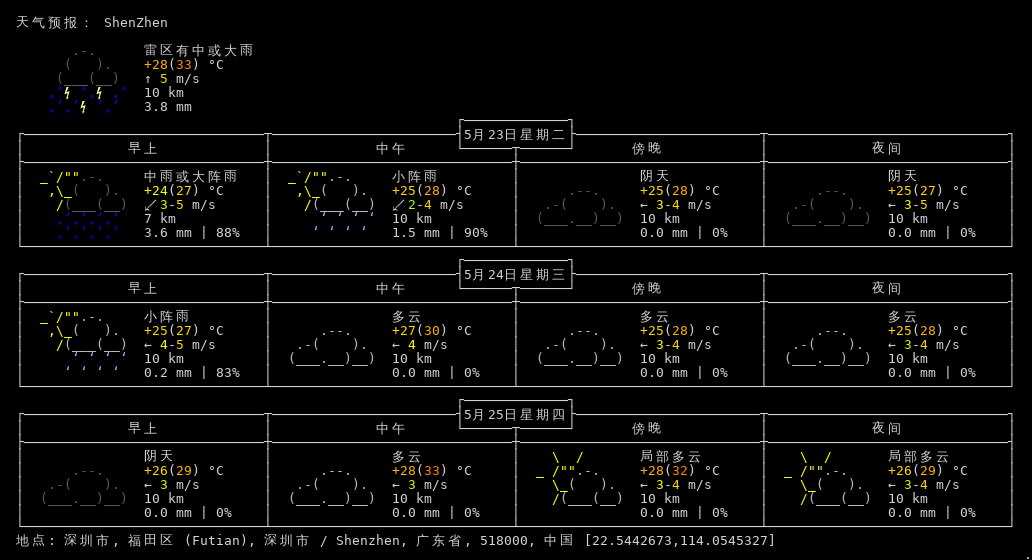 天气预报： ShenZhen
雷区有中或大雨
+28(33) °C
↑ 5 m/s
10 km
3.8 mm
5月23日星期二
早上 中午 傍晚 夜间
中雨或大阵雨 小阵雨 阴天 阴天
+24(27) °C +25(28) °C +25(28) °C +25(27) °C
↙ 3-5 m/s ↙ 2-4 m/s ← 3-4 m/s ← 3-5 m/s
7 km 10 km 10 km 10 km
3.6 mm | 88% 1.5 mm | 90% 0.0 mm | 0% 0.0 mm | 0%
5月24日星期三
早上 中午 傍晚 夜间
小阵雨 多云 多云 多云
+25(27) °C +27(30) °C +25(28) °C +25(28) °C
← 4-5 m/s ← 4 m/s ← 3-4 m/s ← 3-4 m/s
10 km 10 km 10 km 10 km
0.2 mm | 83% 0.0 mm | 0% 0.0 mm | 0% 0.0 mm | 0%
5月25日星期四
早上 中午 傍晚 夜间
阴天 多云 局部多云 局部多云
+26(29) °C +28(33) °C +28(32) °C +26(29) °C
← 3 m/s ← 3 m/s ← 3-4 m/s ← 3-4 m/s
10 km 10 km 10 km 10 km
0.0 mm | 0% 0.0 mm | 0% 0.0 mm | 0% 0.0 mm | 0%
地点: 深圳市, 福田区 (Futian), 深圳市 / Shenzhen, 广东省, 518000, 中国 [22.5442673,114.0545327]